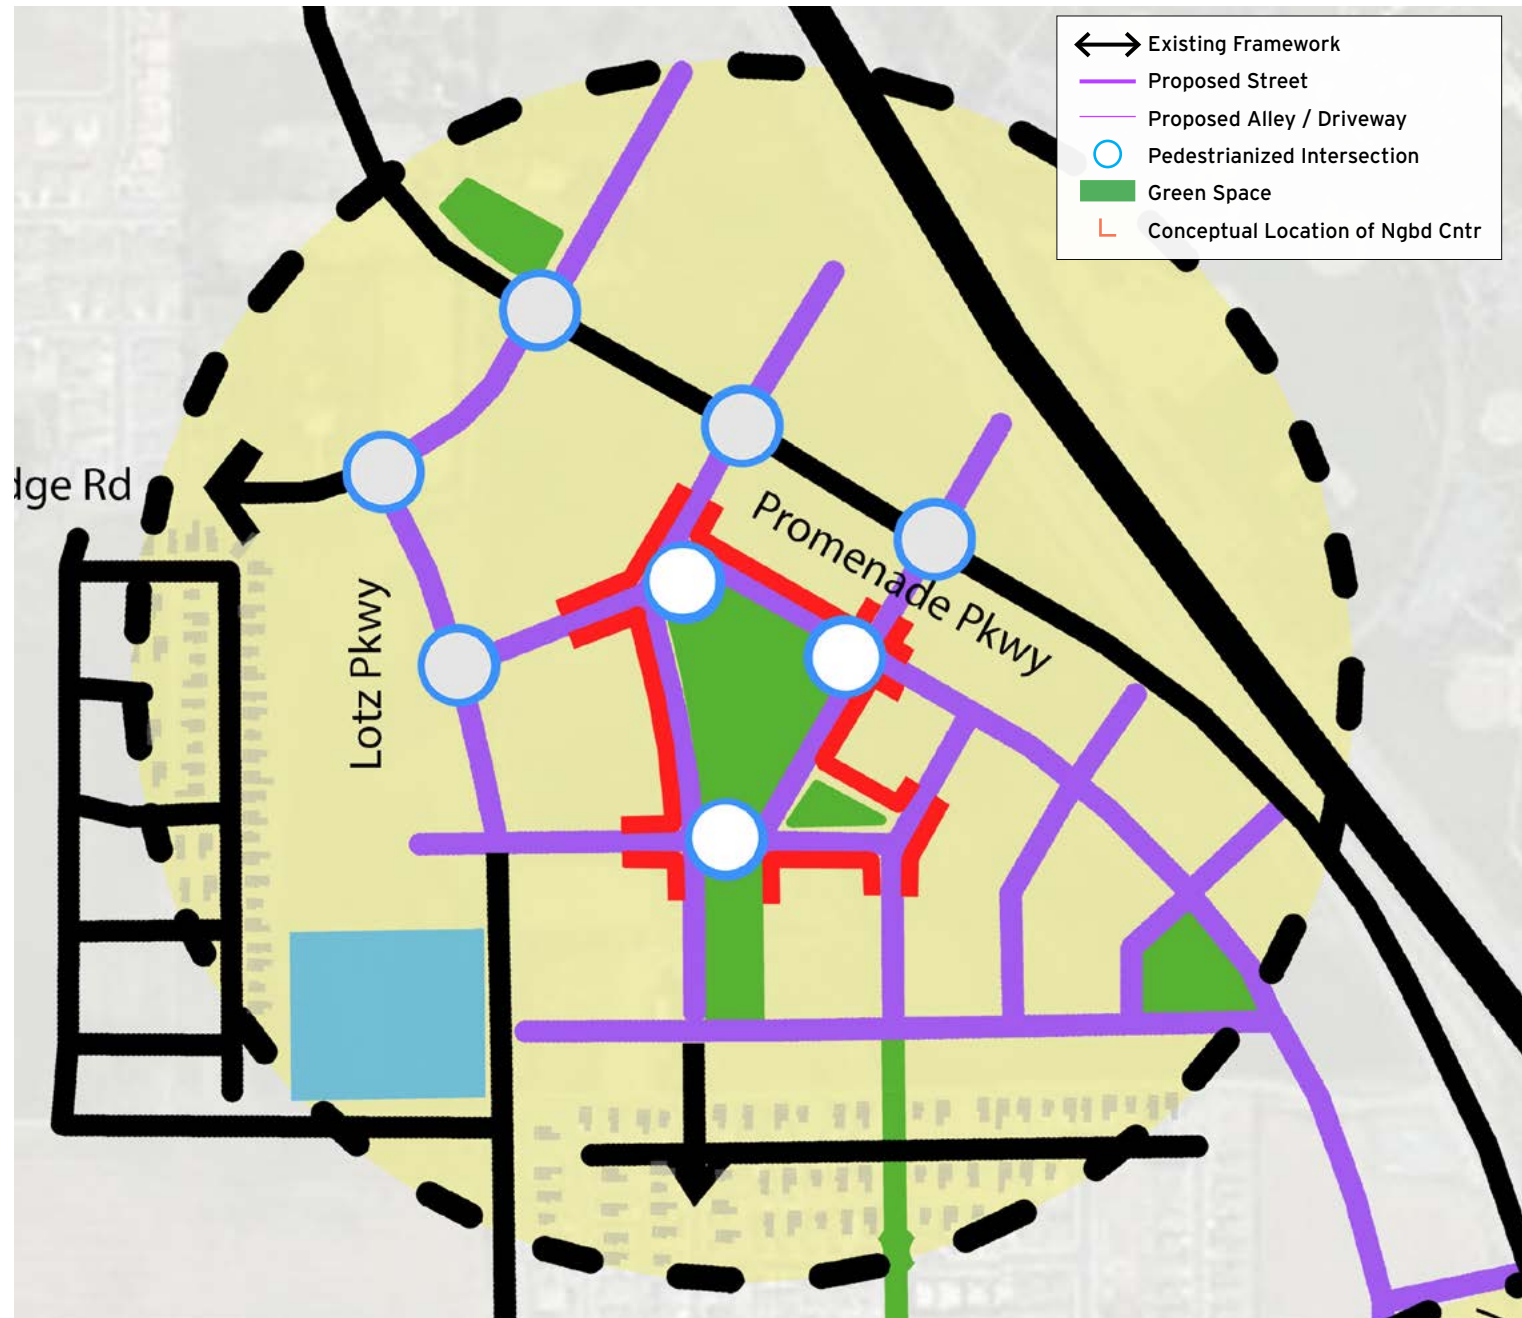 Existing Framework
Proposed Street
Proposed Alley / Driveway
Pedestrianized Intersection
Green Space
Conceptual Location of Ngbd Cntr
dge Rd
Promenade Pkwy
Lotz Pkwy